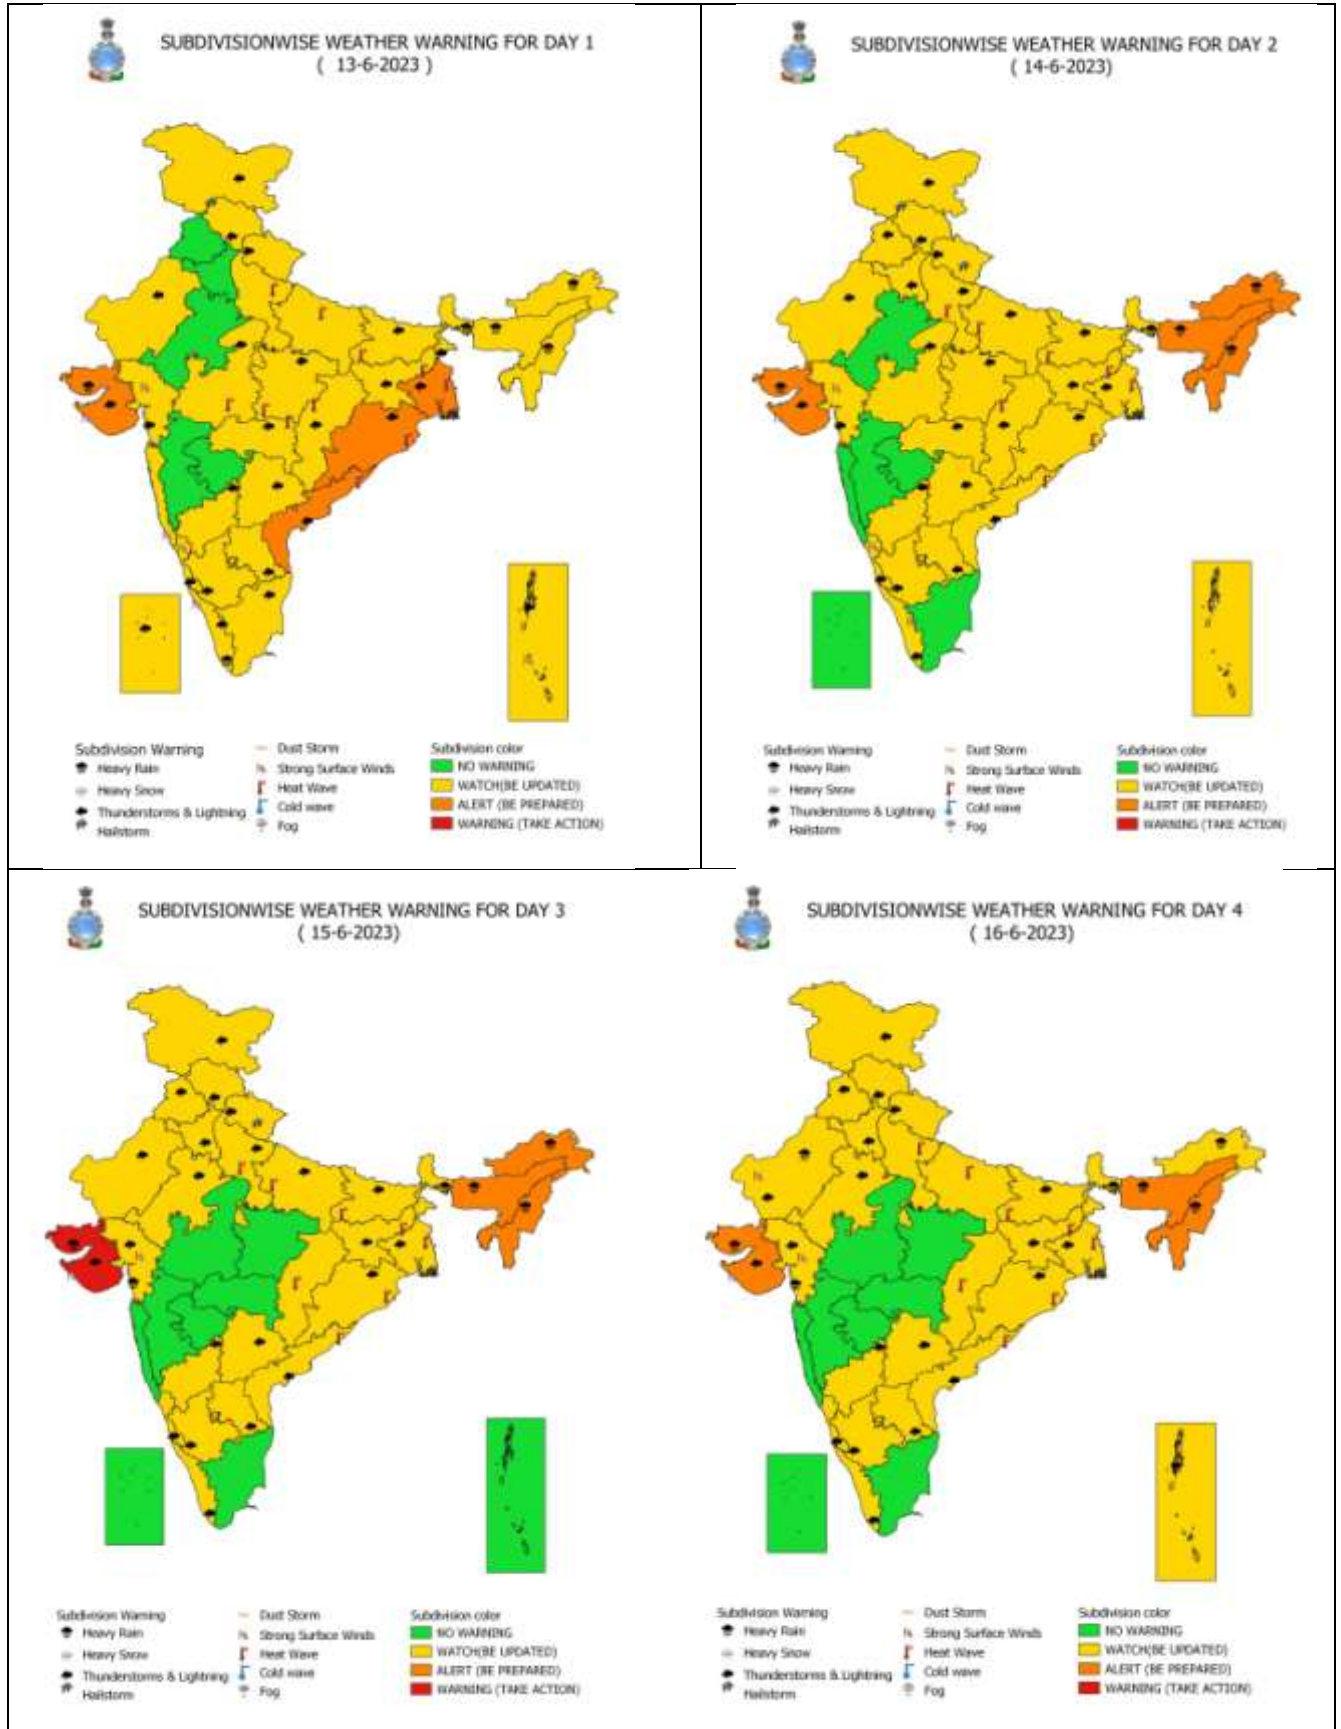 SUBDIVISIONWISE WEATHER WARNING FOR DAY 1
( 13-6-2023 )
Subdivision Warning
Heavy Rain
Heavy Snow
Thunderstorms & Lightning
Hailstorm
Dust Storm
Strong Surface Winds
Heat Wave
Cold wave
Fog
Subdivision color
NO WARNING
WATCH(BE UPDATED)
ALERT (BE PREPARED)
WARNING (TAKE ACTION)
SUBDIVISIONWISE WEATHER WARNING FOR DAY 2
( 14-6-2023)
Subdivision Warning
Heavy Rain
Heavy Snow
Thunderstorms & Lightning
Hailstorm
Dust Storm
Strong Surface Winds
Heat Wave
Cold wave
Fog
Subdivision color
NO WARNING
WATCH(BE UPDATED)
ALERT (BE PREPARED)
WARNING (TAKE ACTION)
SUBDIVISIONWISE WEATHER WARNING FOR DAY 3
( 15-6-2023)
Subdivision Warning
Heavy Rain
Heavy Snow
Thunderstorms & Lightning
Hailstorm
Dust Storm
Strong Surface Winds
Heat Wave
Cold wave
Fog
Subdivision color
NO WARNING
WATCH(BE UPDATED)
ALERT (BE PREPARED)
WARNING (TAKE ACTION)
SUBDIVISIONWISE WEATHER WARNING FOR DAY 4
( 16-6-2023)
Subdivision Warning
Heavy Rain
Heavy Snow
Thunderstorms & Lightning
Hailstorm
Dust Storm
Strong Surface Winds
Heat Wave
Cold wave
Fog
Subdivision color
NO WARNING
WATCH(BE UPDATED)
ALERT (BE PREPARED)
WARNING (TAKE ACTION)